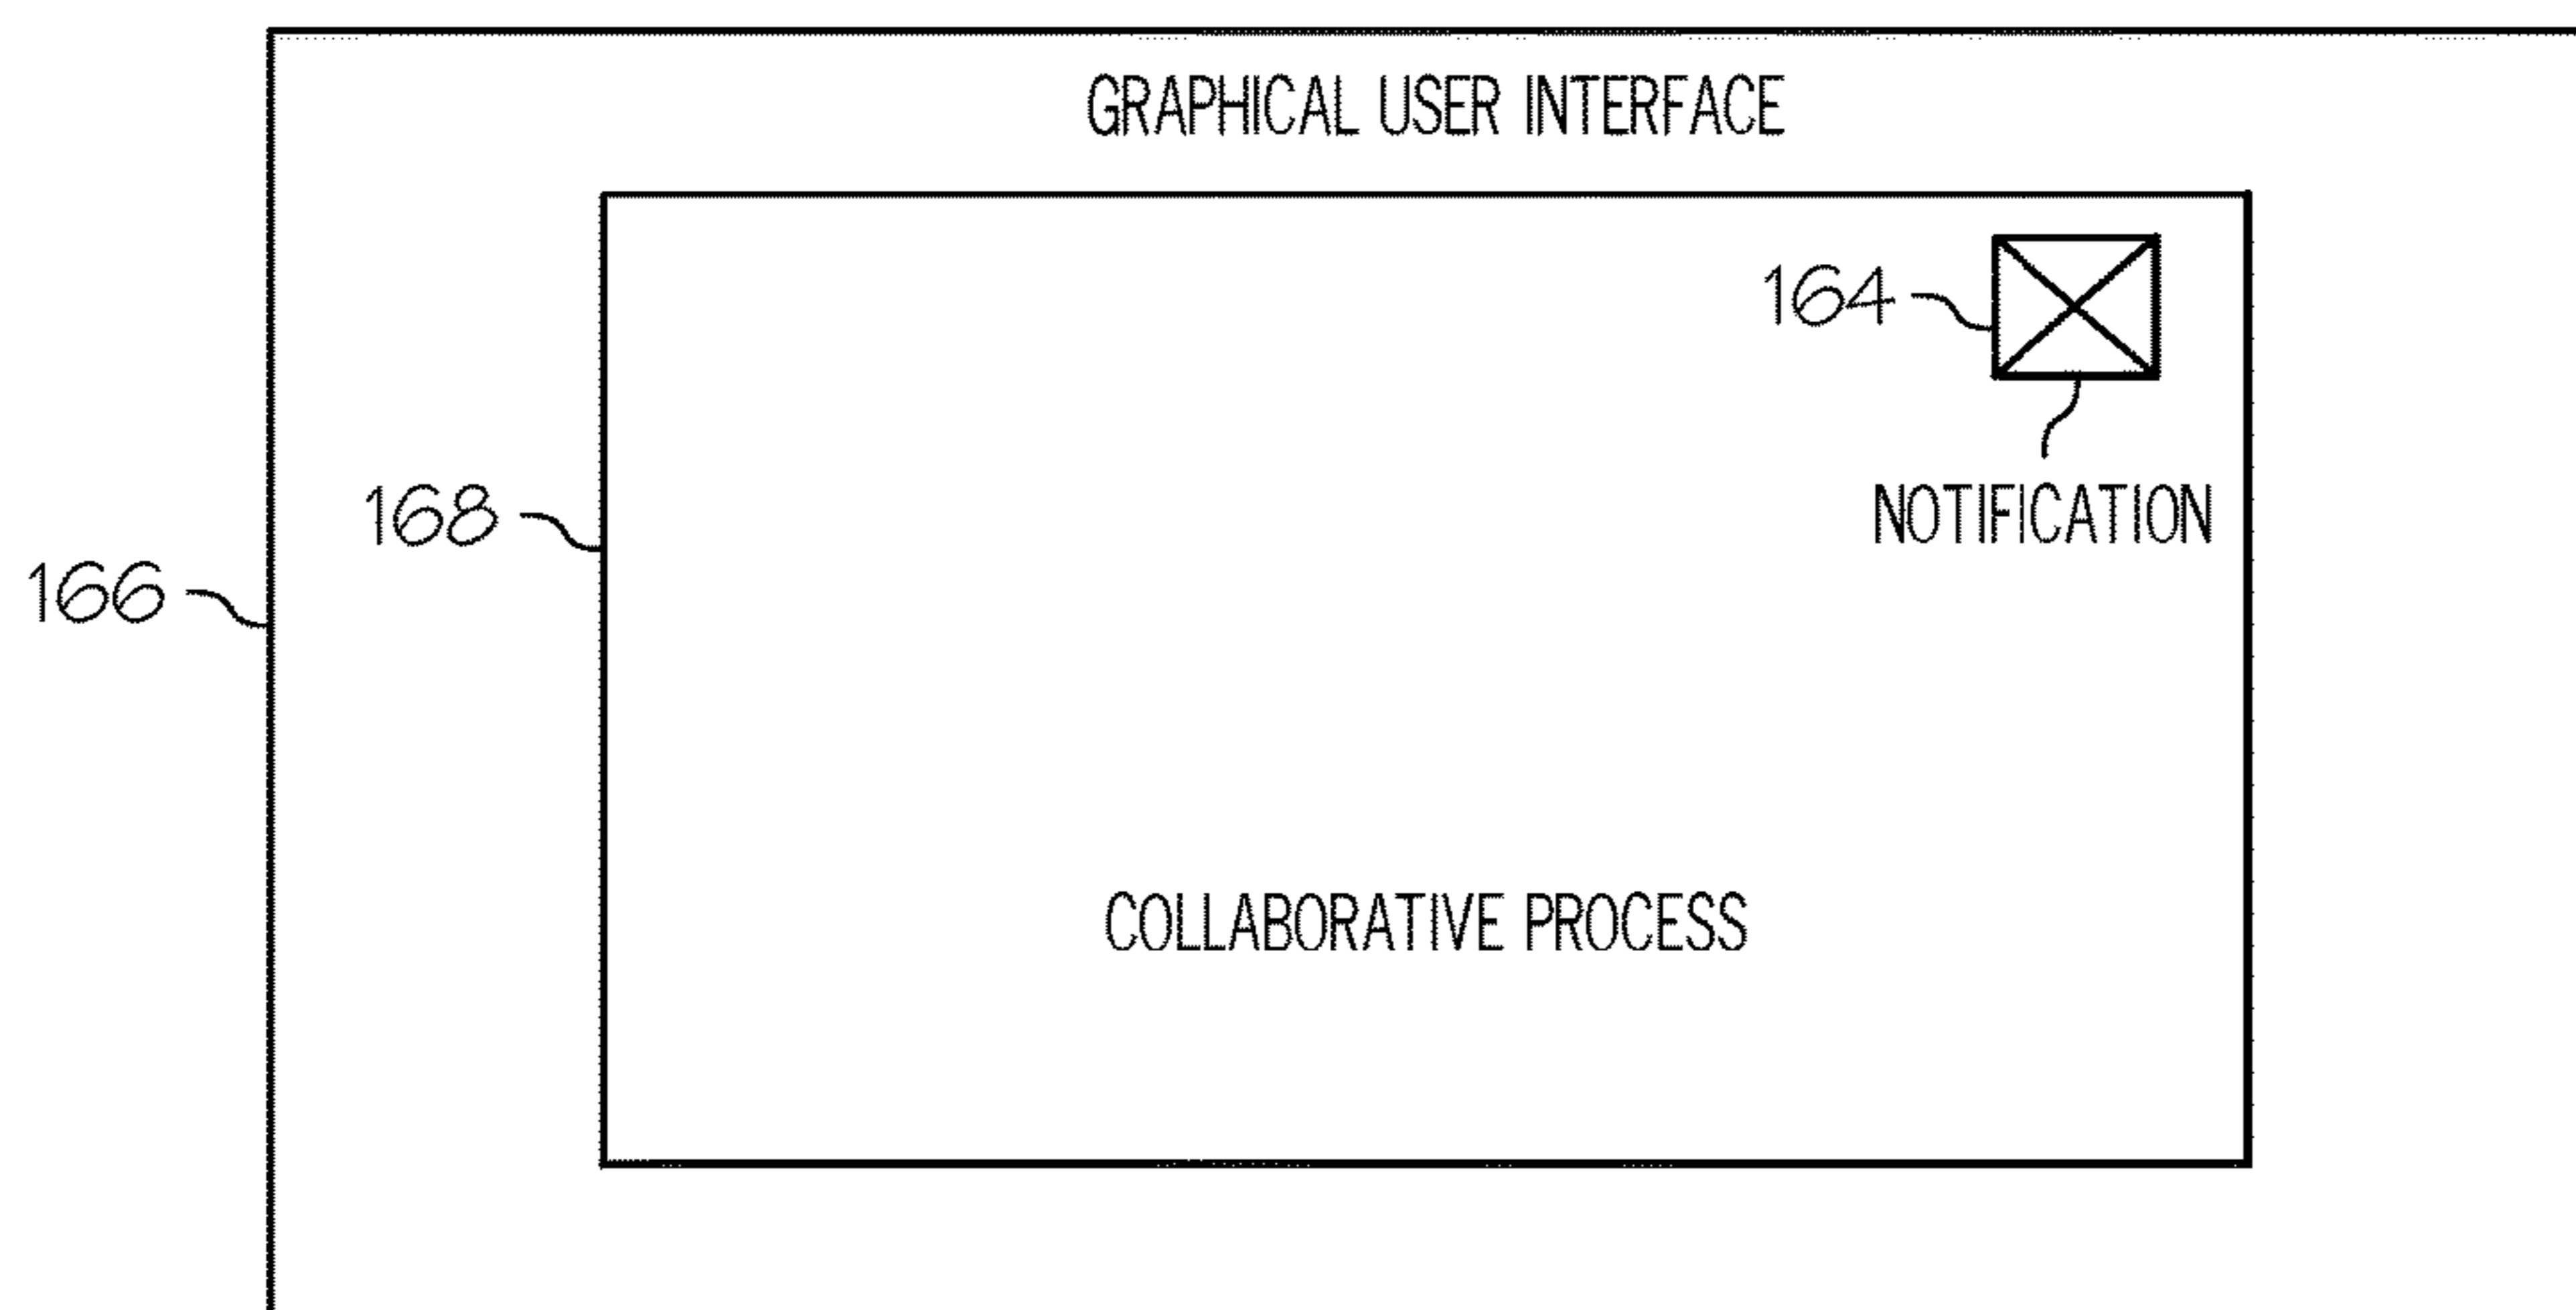 GRAPHICAL USER INTERFACE
164
NOTIFICATION
168
166
COLLABORATIVE PROCESS